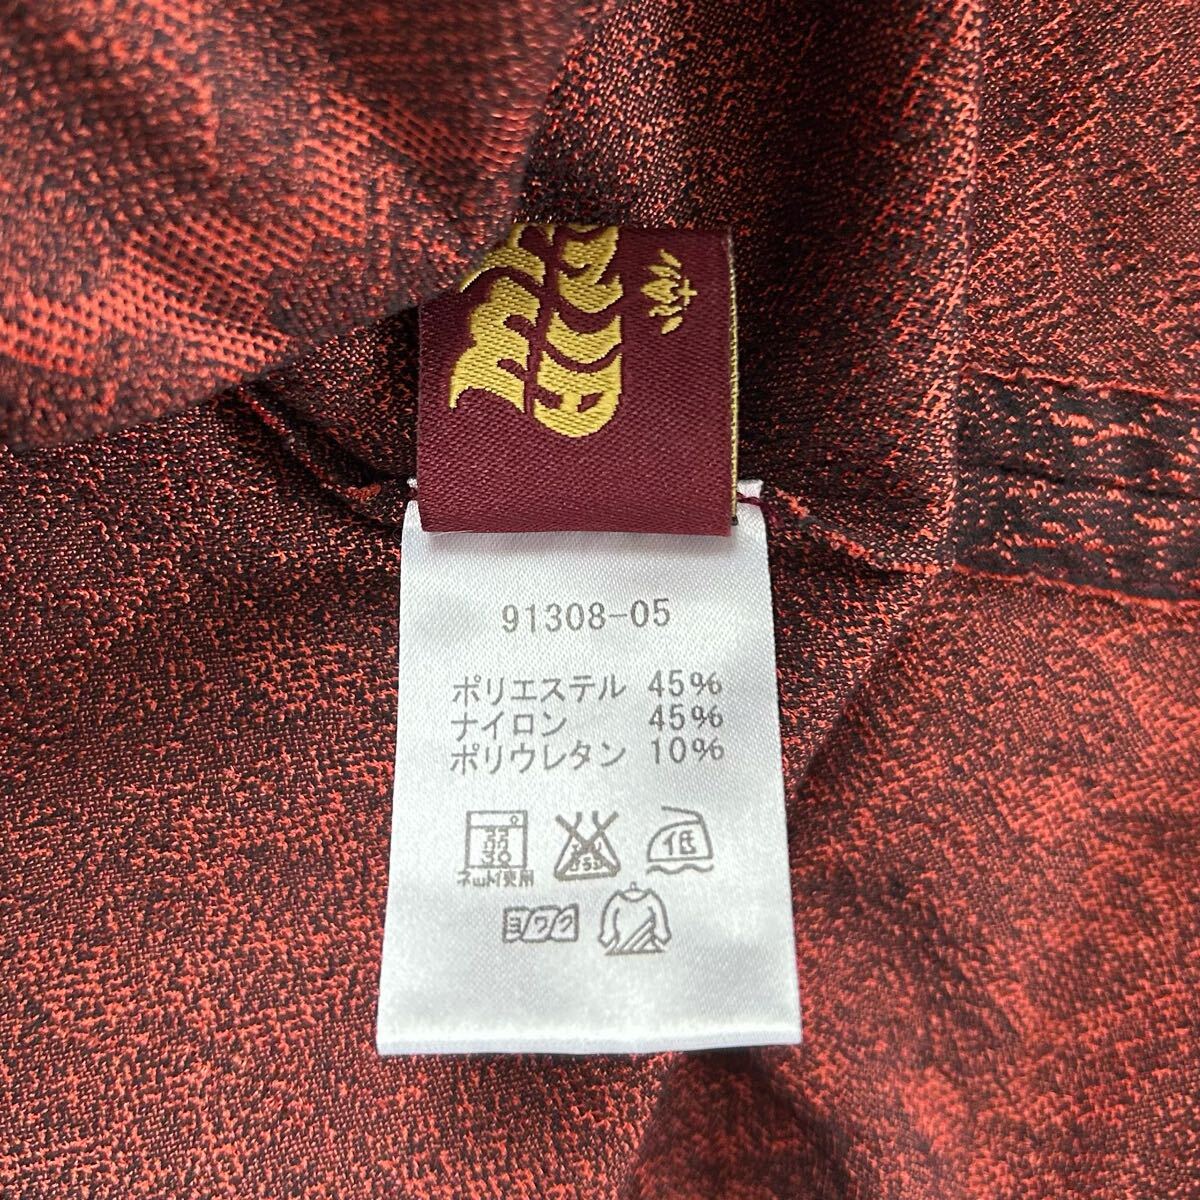 91308-05
ポリエステル 45%
ナイロン 45%
ポリウレタン 10%
30
ネット使用
低
ヨワク